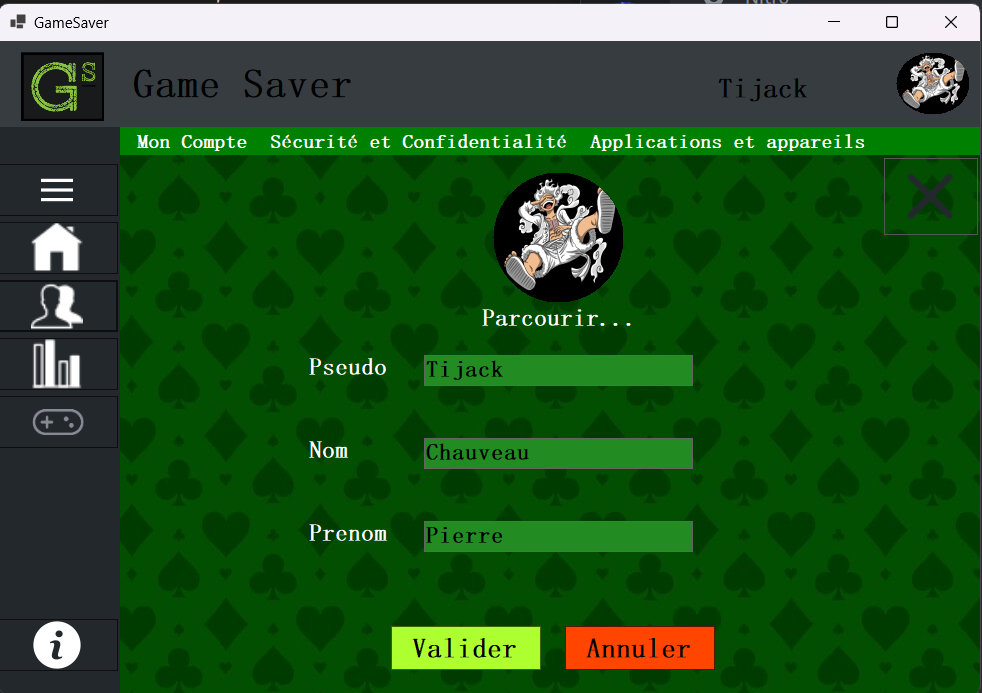 GameSaver
GS
Game Saver
Tijack
Mon Compte Sécurité et Confidentialité Applications et appareils
Parcourir...
Pseudo Tijack
Nom Chauveau
Prenom Pierre
Valider Annuler